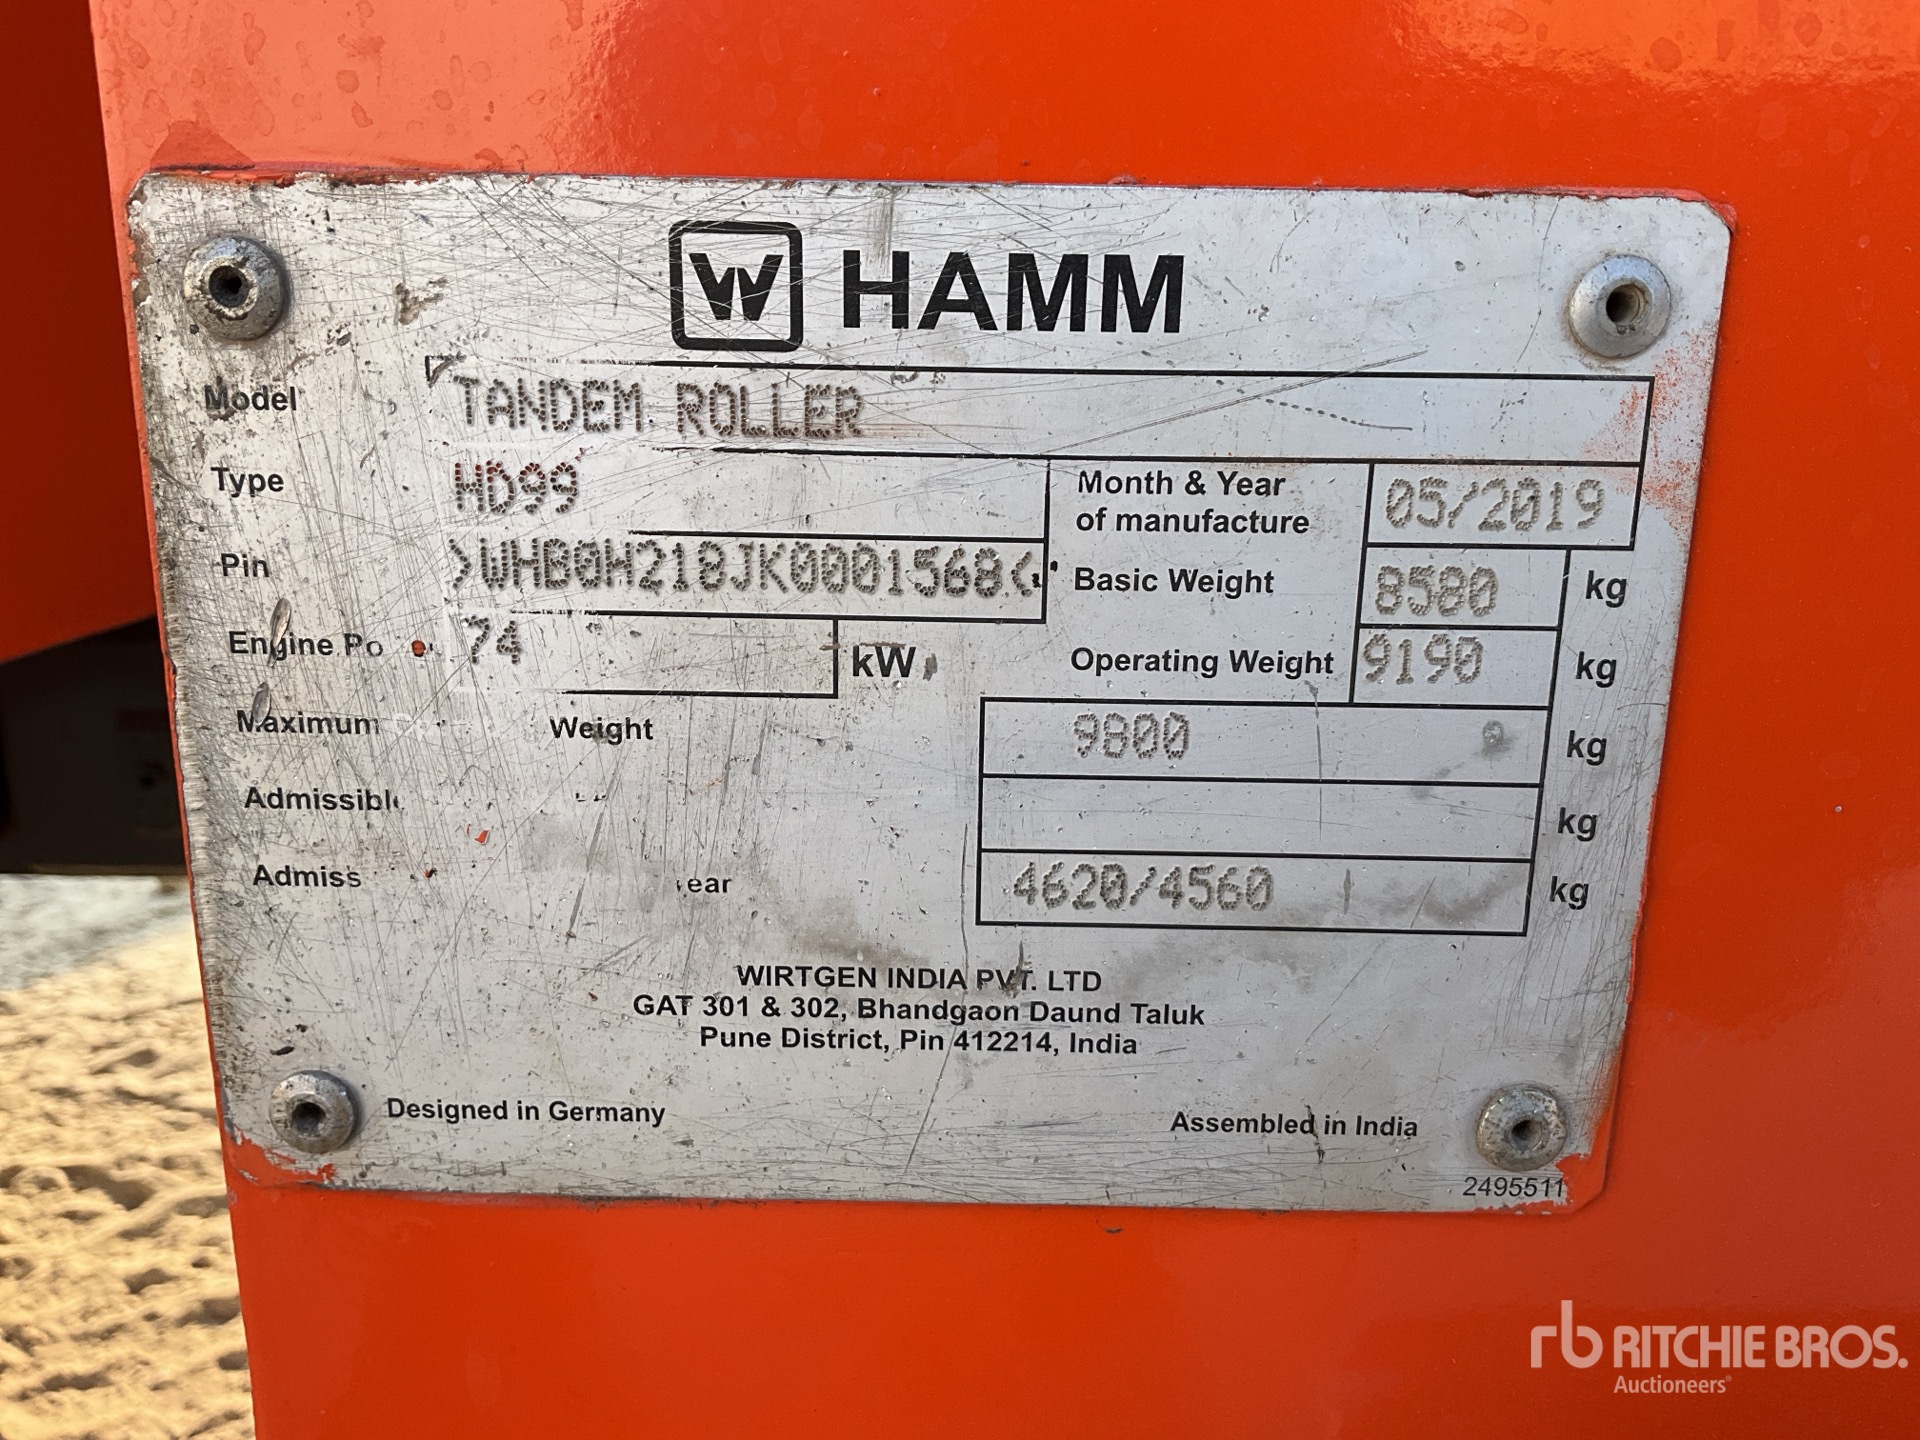 W HAMM
Model TANDEM ROLLER
Type HD99
Month & Year of manufacture 05/2019
Pin >WHB0H218JK0001568<
Basic Weight 8580 kg
Engine Po 74 kW
Operating Weight 9190 kg
Maximum Weight 9800 kg
Admissibl kg
Admiss ear 4620/4560 kg
WIRTGEN INDIA PVT. LTD
GAT 301 & 302, Bhandgaon Daund Taluk
Pune District, Pin 412214, India
Designed in Germany Assembled in India
2495511
rb RITCHIE BROS.
Auctioneers